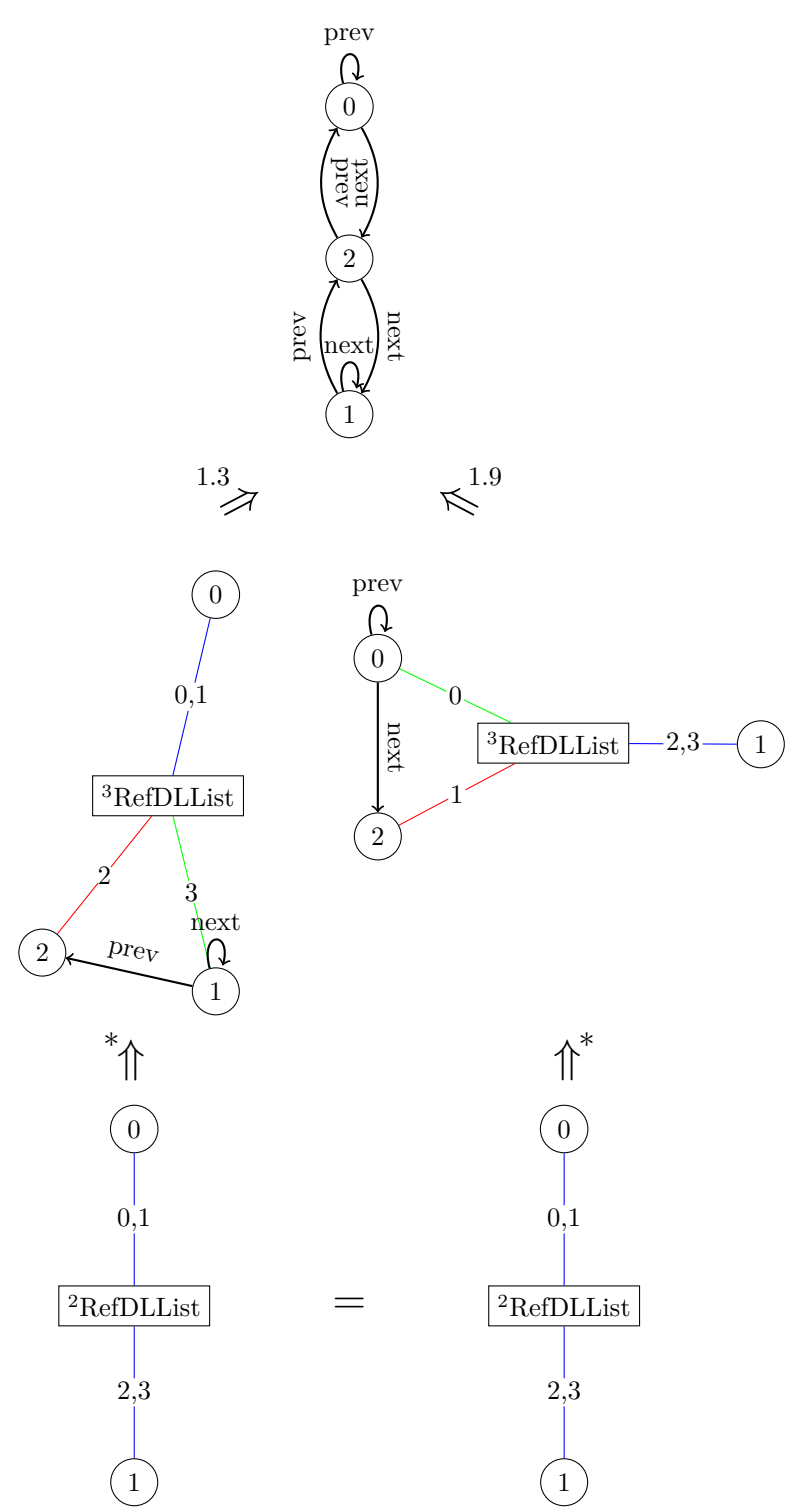 prev
0
prev
next
2
prev
next
next
1
1.3
1.9
0
0,1
³RefDLList
2
3
next
prev
2
1
prev
0
0
next
³RefDLList
2,3
1
1
2
*
*
0
0,1
²RefDLList
2,3
1
=
0
0,1
²RefDLList
2,3
1